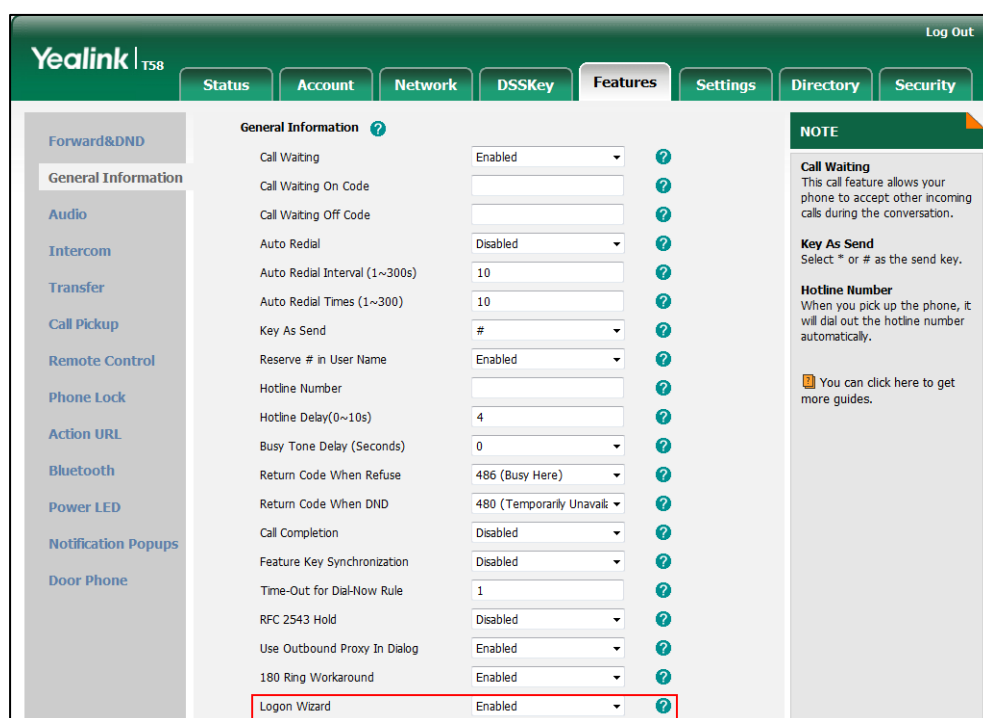 Log Out
Yealink | T58
Status Account Network DSSKey Features Settings Directory Security
Forward&DND
General Information
Audio
Intercom
Transfer
Call Pickup
Remote Control
Phone Lock
Action URL
Bluetooth
Power LED
Notification Popups
Door Phone
General Information ?
Call Waiting Enabled ?
Call Waiting On Code ?
Call Waiting Off Code ?
Auto Redial Disabled ?
Auto Redial Interval (1~300s) 10 ?
Auto Redial Times (1~300) 10 ?
Key As Send # ?
Reserve # in User Name Enabled ?
Hotline Number ?
Hotline Delay(0~10s) 4 ?
Busy Tone Delay (Seconds) 0 ?
Return Code When Refuse 486 (Busy Here) ?
Return Code When DND 480 (Temporarily Unavaila ?
Call Completion Disabled ?
Feature Key Synchronization Disabled ?
Time-Out for Dial-Now Rule 1 ?
RFC 2543 Hold Disabled ?
Use Outbound Proxy In Dialog Enabled ?
180 Ring Workaround Enabled ?
Logon Wizard Enabled ?
NOTE
Call Waiting
This call feature allows your
phone to accept other incoming
calls during the conversation.
Key As Send
Select * or # as the send key.
Hotline Number
When you pick up the phone, it
will dial out the hotline number
automatically.
? You can click here to get
more guides.